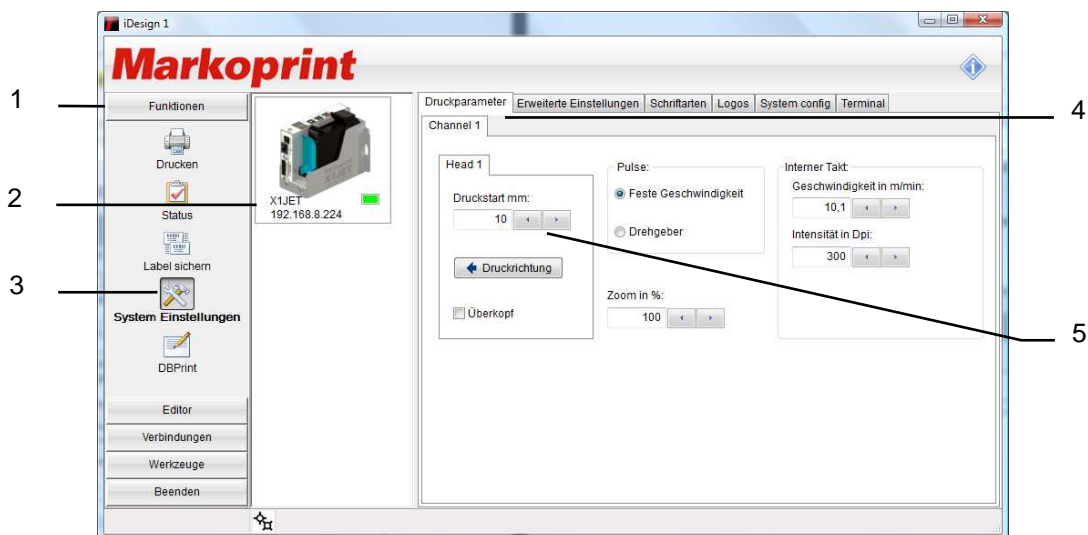 iDesign 1
Markoprint
1
Funktionen
Drucken
2
Status
Label sichern
3
System Einstellungen
DBPrint
Editor
Verbindungen
Werkzeuge
Beenden
X1JET
X1JET
192.168.8.224
Druckparameter Erweiterte Einstellungen Schriftarten Logos System config Terminal
4
Channel 1
Head 1
Druckstart mm:
10
Druckrichtung
Überkopf
Pulse:
Feste Geschwindigkeit
Drehgeber
Zoom in %:
100
Interner Takt:
Geschwindigkeit in m/min:
10,1
Intensität in Dpi:
300
5